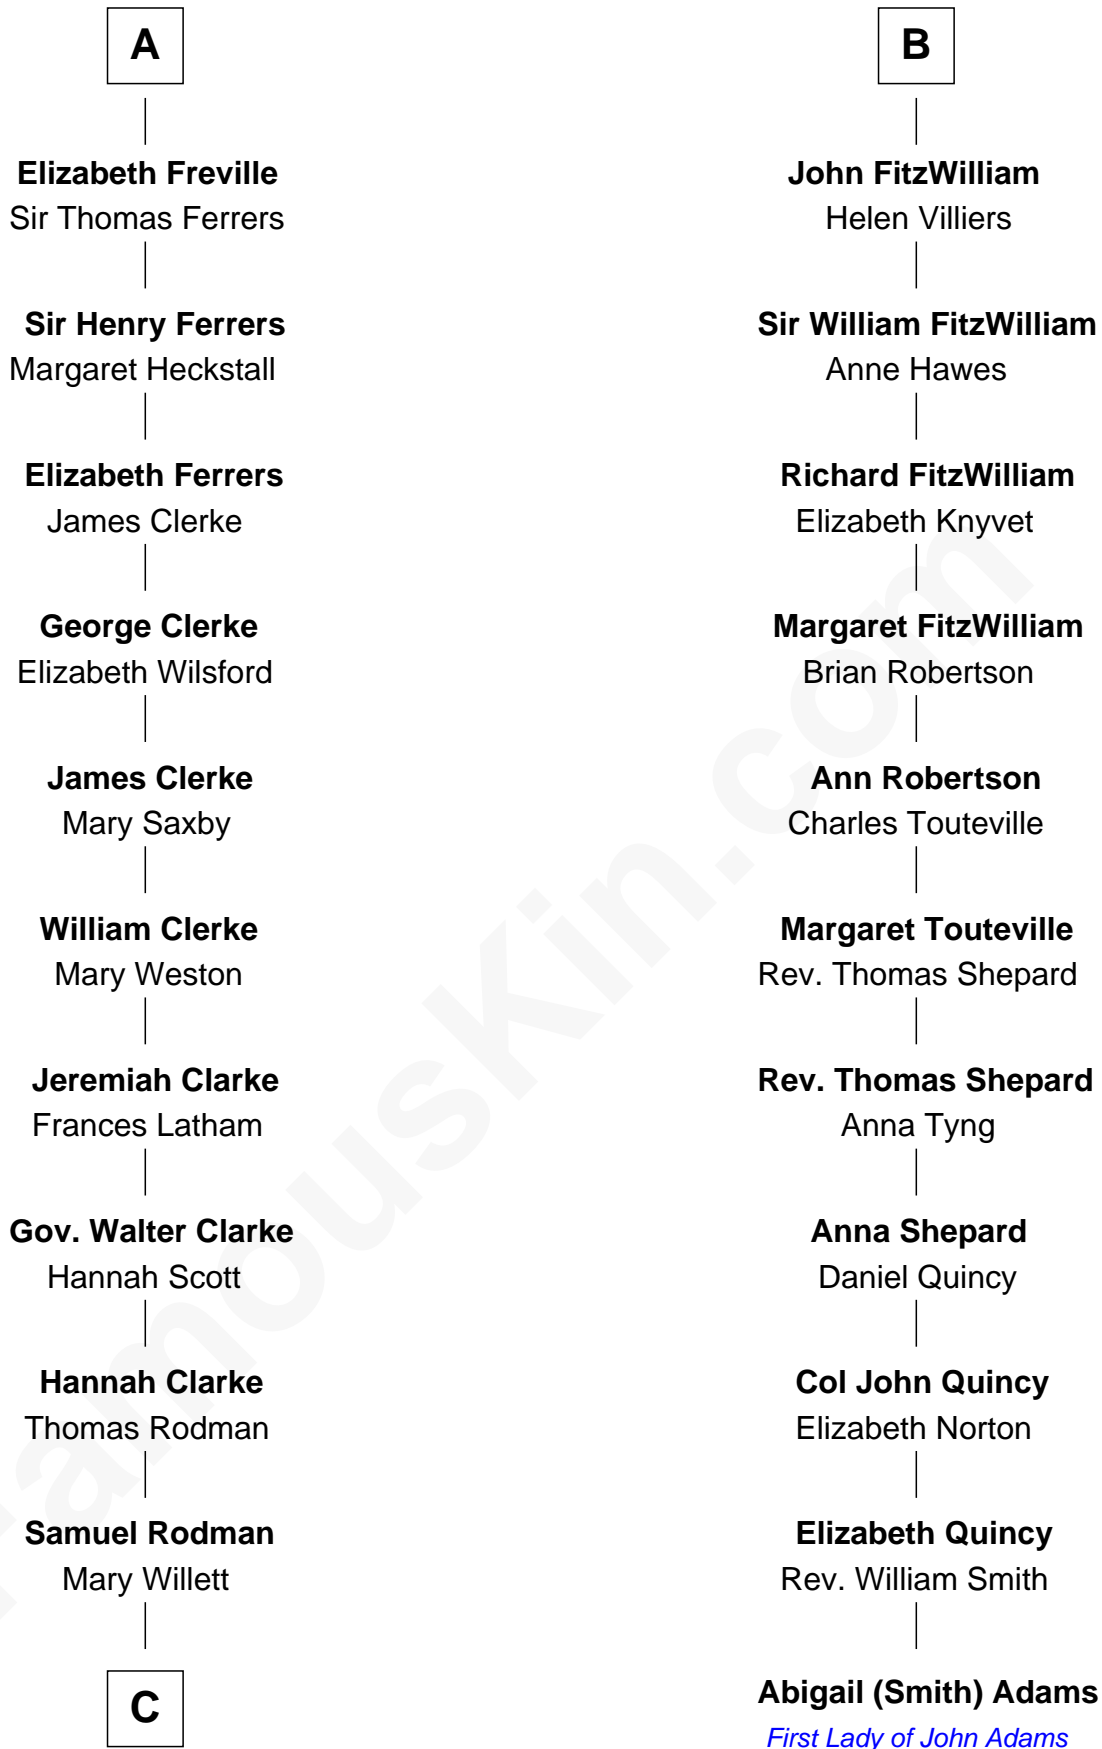 A
Elizabeth Freville
Sir Thomas Ferrers
Sir Henry Ferrers
Margaret Heckstall
Elizabeth Ferrers
James Clerke
George Clerke
Elizabeth Wilsford
James Clerke
Mary Saxby
William Clerke
Mary Weston
Jeremiah Clarke
Frances Latham
Gov. Walter Clarke
Hannah Scott
Hannah Clarke
Thomas Rodman
Samuel Rodman
Mary Willett
C
B
John FitzWilliam
Helen Villiers
Sir William FitzWilliam
Anne Hawes
Richard FitzWilliam
Elizabeth Knyvet
Margaret FitzWilliam
Brian Robertson
Ann Robertson
Charles Touteville
Margaret Touteville
Rev. Thomas Shepard
Rev. Thomas Shepard
Anna Tyng
Anna Shepard
Daniel Quincy
Col John Quincy
Elizabeth Norton
Elizabeth Quincy
Rev. William Smith
Abigail (Smith) Adams
First Lady of John Adams
FamousKin.com